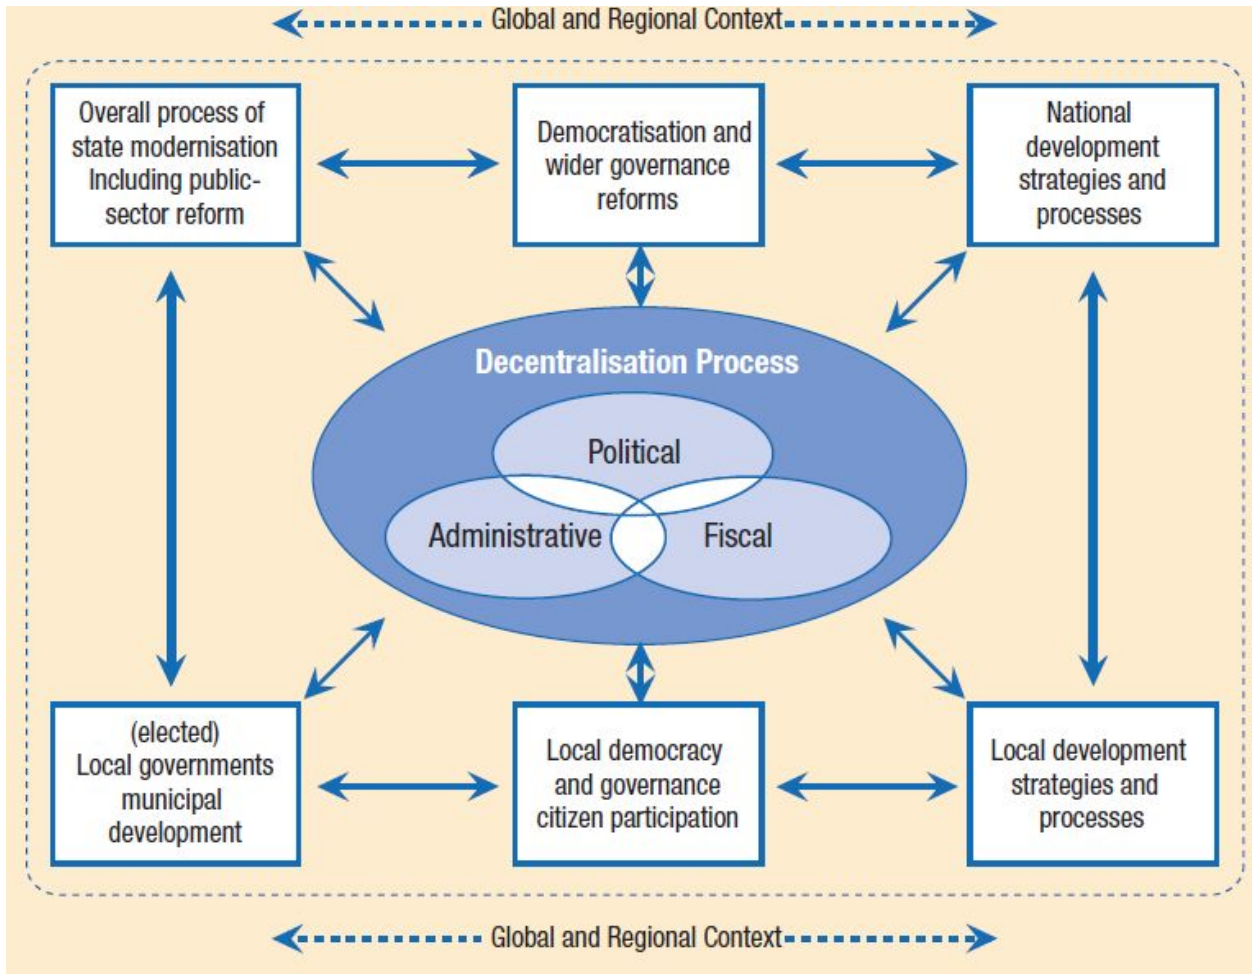 Global and Regional Context
Overall process of
state modernisation
Including public-
sector reform
Democratisation and
wider governance
reforms
National
development
strategies and
processes
Decentralisation Process
Political
Administrative
Fiscal
(elected)
Local governments
municipal
development
Local democracy
and governance
citizen participation
Local development
strategies and
processes
Global and Regional Context